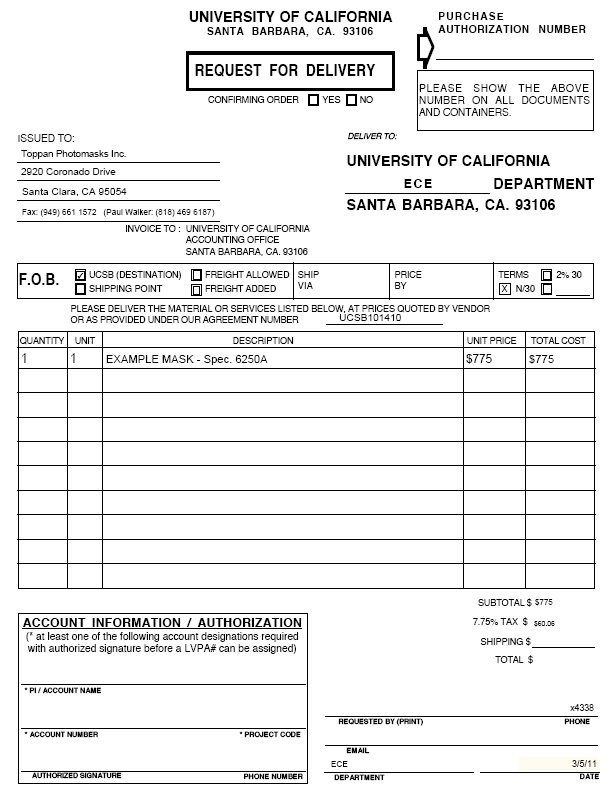 UNIVERSITY OF CALIFORNIA
SANTA BARBARA, CA. 93106
REQUEST FOR DELIVERY
CONFIRMING ORDER YES NO
PURCHASE
AUTHORIZATION NUMBER
PLEASE SHOW THE ABOVE
NUMBER ON ALL DOCUMENTS
AND CONTAINERS.
ISSUED TO:
Toppan Photomasks Inc.
2920 Coronado Drive
Santa Clara, CA 95054
Fax: (949) 661 1572 (Paul Walker: (818) 469 6187)
DELIVER TO:
UNIVERSITY OF CALIFORNIA
ECE DEPARTMENT
SANTA BARBARA, CA. 93106
INVOICE TO : UNIVERSITY OF CALIFORNIA
ACCOUNTING OFFICE
SANTA BARBARA, CA. 93106
F.O.B.
UCSB (DESTINATION)
SHIPPING POINT
FREIGHT ALLOWED
FREIGHT ADDED
SHIP
VIA
PRICE
BY
TERMS 2% 30
X N/30
PLEASE DELIVER THE MATERIAL OR SERVICES LISTED BELOW, AT PRICES QUOTED BY VENDOR
OR AS PROVIDED UNDER OUR AGREEMENT NUMBER UCSB101410
QUANTITY UNIT DESCRIPTION UNIT PRICE TOTAL COST
1 1 EXAMPLE MASK - Spec. 6250A $775 $775
SUBTOTAL $ $775
7.75% TAX $ $60.06
SHIPPING $
TOTAL $
ACCOUNT INFORMATION / AUTHORIZATION
(* at least one of the following account designations required
with authorized signature before a LVPA# can be assigned)
* PI / ACCOUNT NAME
* ACCOUNT NUMBER * PROJECT CODE
AUTHORIZED SIGNATURE PHONE NUMBER
x4338
REQUESTED BY (PRINT) PHONE
EMAIL
ECE 3/5/11
DEPARTMENT DATE